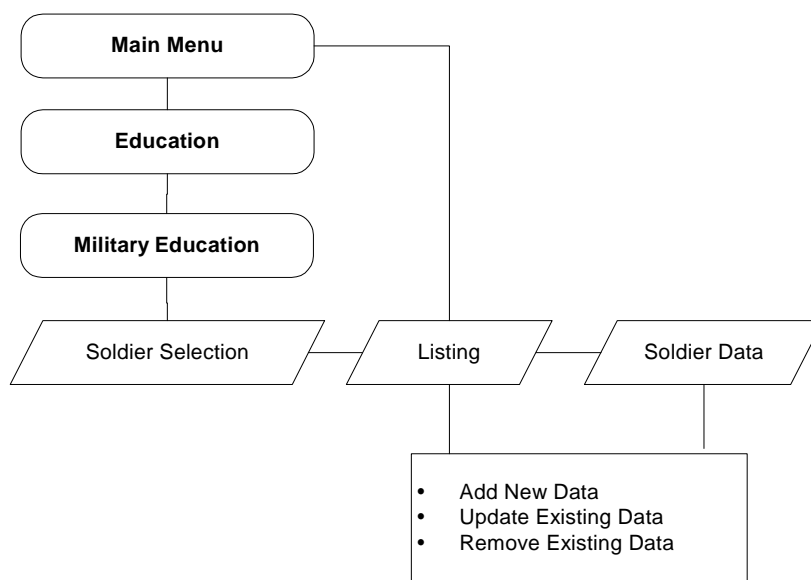 Main Menu
Education
Military Education
Soldier Selection
Listing
Soldier Data
• Add New Data
• Update Existing Data
• Remove Existing Data